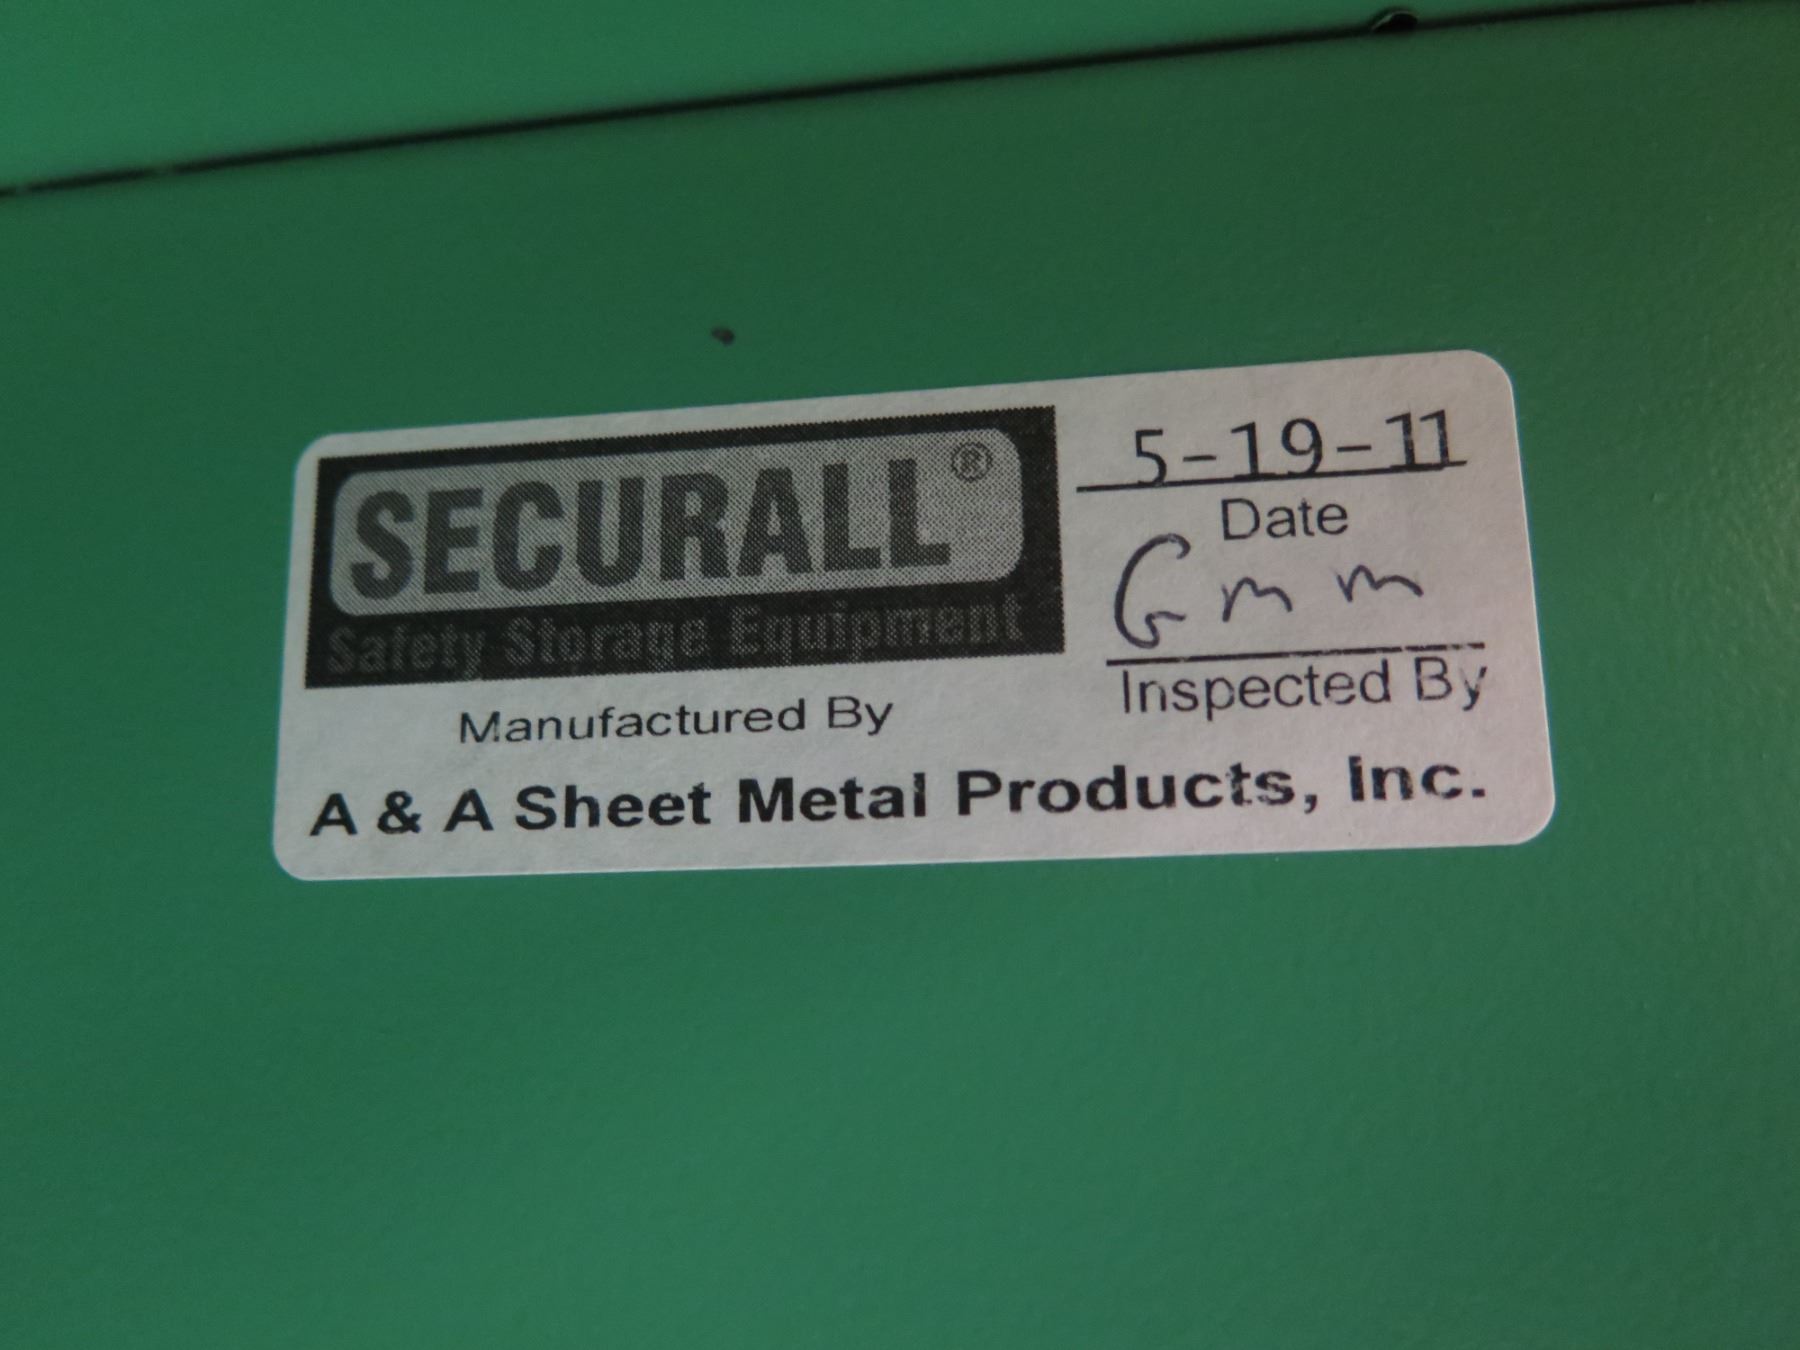 SECURALL®
Safety Storage Equipment
5-19-11
Date
Gmm
Inspected By
Manufactured By
A & A Sheet Metal Products, Inc.